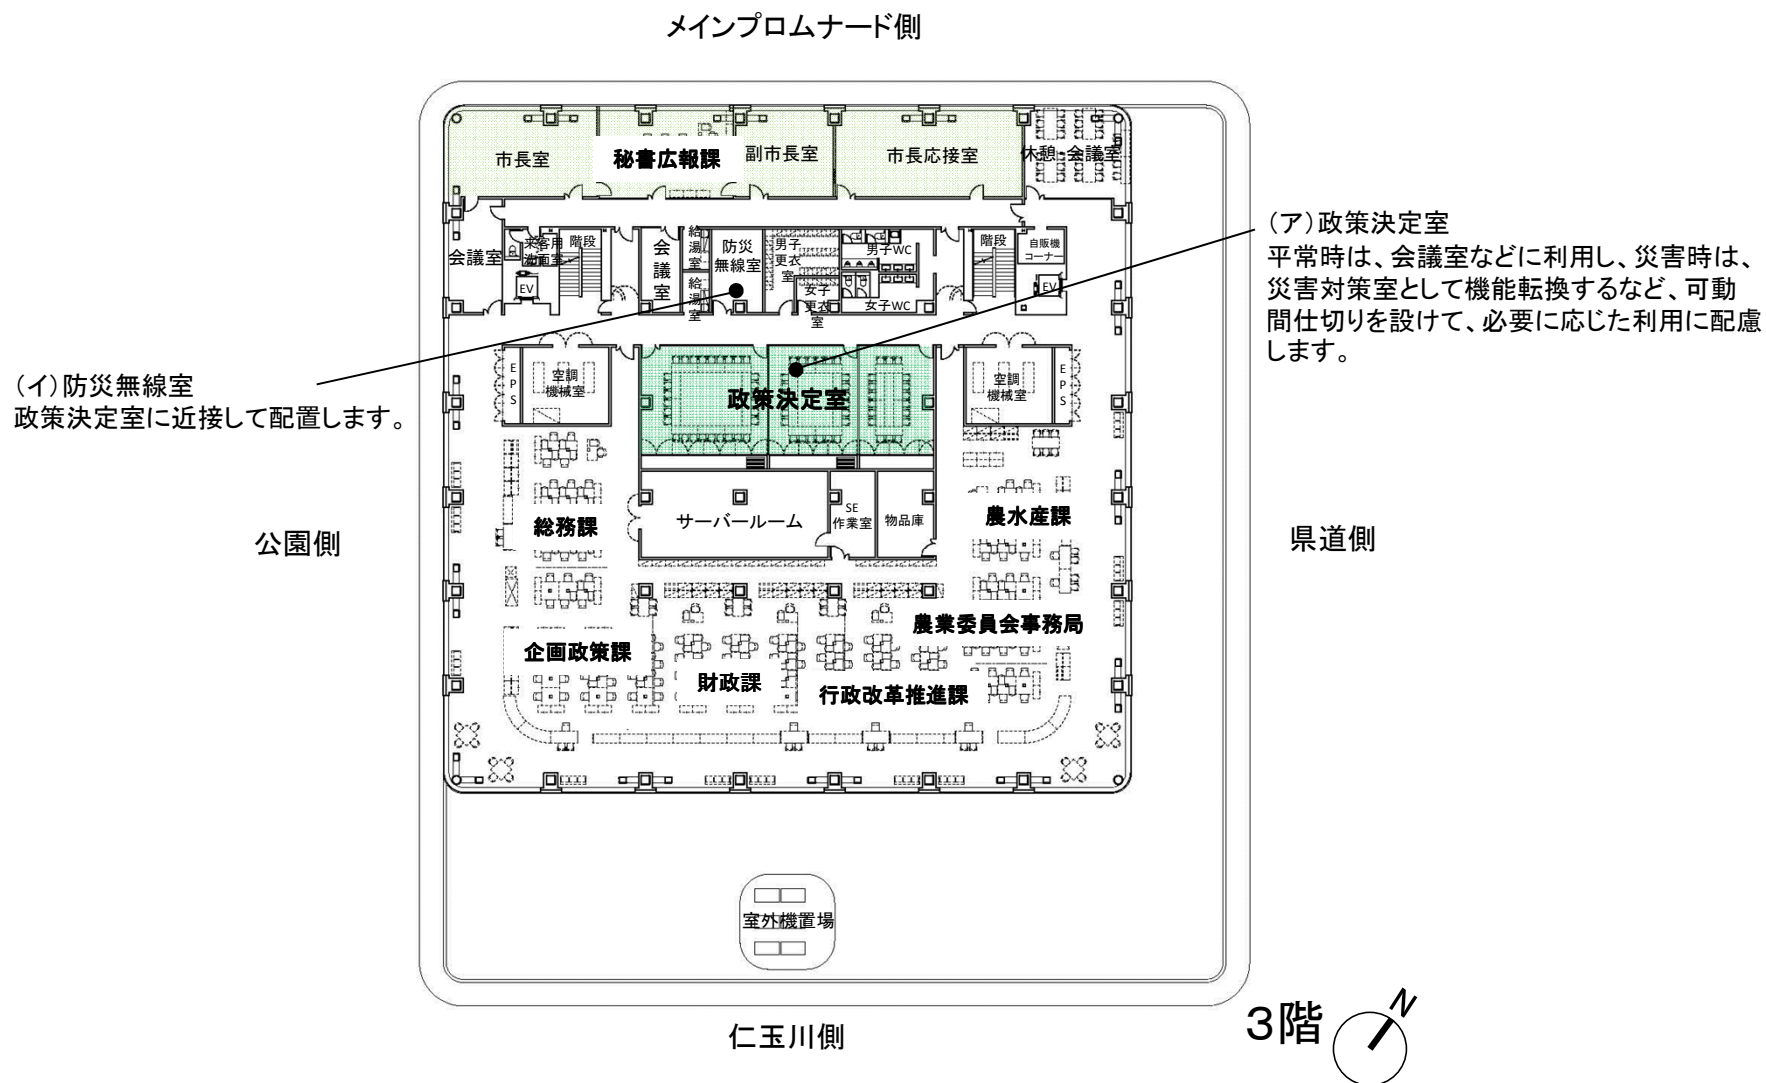 メインプロムナード側
市長室
秘書広報課
副市長室
市長応接室
休憩・会議室
(ア)政策決定室
平常時は、会議室などに利用し、災害時は、
災害対策室として機能転換するなど、可動
間仕切りを設けて、必要に応じた利用に配慮
します。
会議室
来客用
洗面室
EV
階段
会
議
室
給
湯
室
給
湯
室
防災
無線室
男子
更衣
室
女子
更衣
室
男子WC
女子WC
階段
自販機
コーナー
EV
(イ)防災無線室
政策決定室に近接して配置します。
EPS
空調
機械室
政策決定室
空調
機械室
EPS
総務課
サーバールーム
SE
作業室
物品庫
農水産課
公園側
県道側
企画政策課
財政課
行政改革推進課
農業委員会事務局
室外機置場
仁玉川側
3階
N